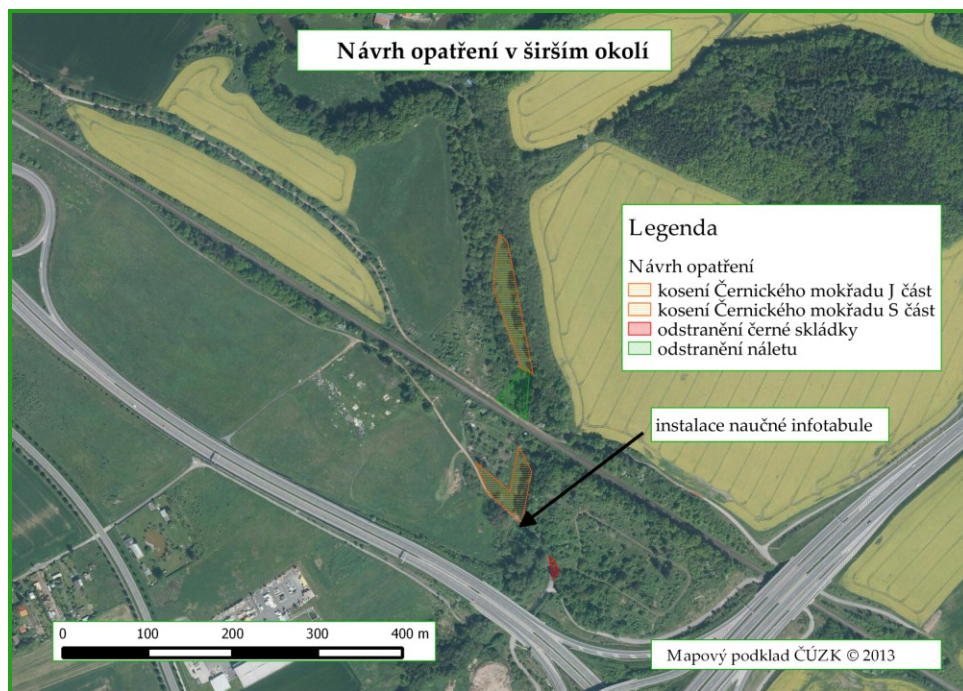 Návrh opatření v širším okolí
Legenda
Návrh opatření
kosení Černického mokřadu J část
kosení Černického mokřadu S část
odstranění černé skládky
odstranění náletu
instalace naučné infotabule
0 100 200 300 400 m
Mapový podklad ČÚZK © 2013